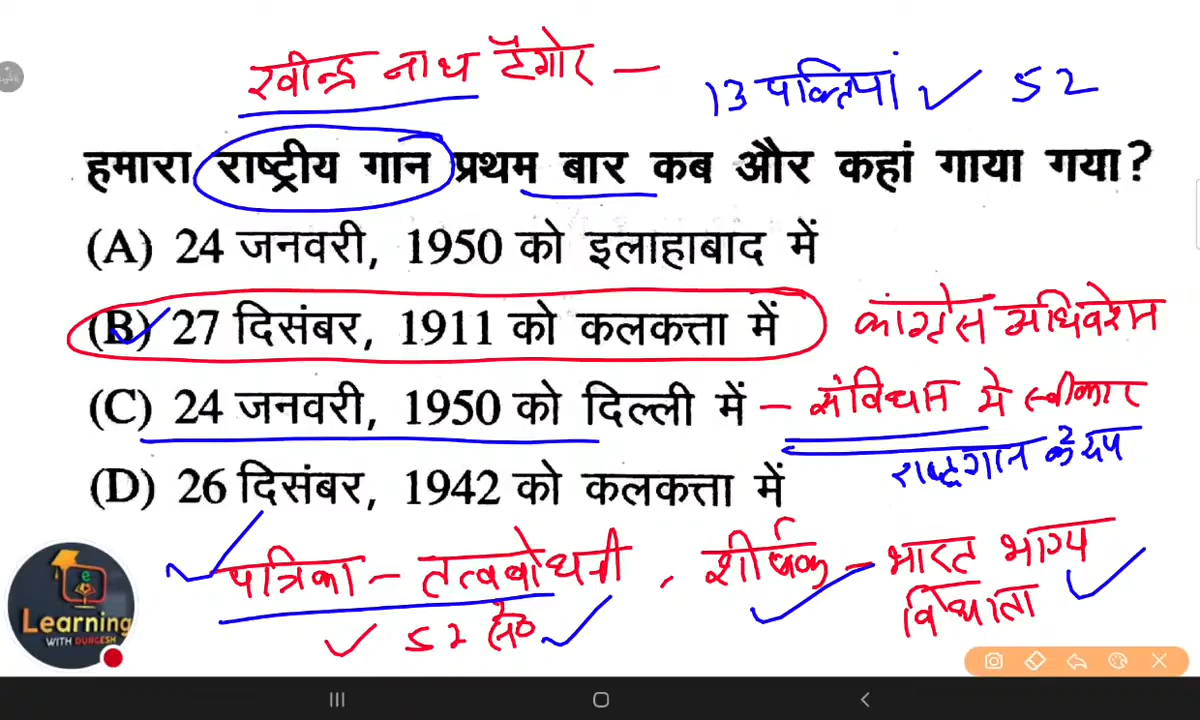 रवीन्द्र नाथ टैगोर —
13 पंक्तियां ✓ 52
हमारा राष्ट्रीय गान प्रथम बार कब और कहां गाया गया?
(A) 24 जनवरी, 1950 को इलाहाबाद में
(B) 27 दिसंबर, 1911 को कलकत्ता में
कांग्रेस अधिवेशन
(C) 24 जनवरी, 1950 को दिल्ली में
– संविधान मे स्वीकार
राष्ट्रगान के रूप
(D) 26 दिसंबर, 1942 को कलकत्ता में
पत्रिका – तत्वबोधनी , शीर्षक – भारत भाग्य
विधाता
52 सै०
e
Learning
WITH DURGESH